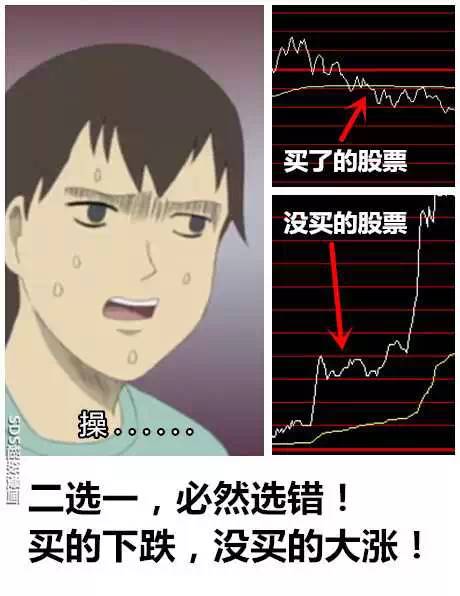 买了的股票
没买的股票
操......
二选一，必然选错！
买的下跌，没买的大涨！